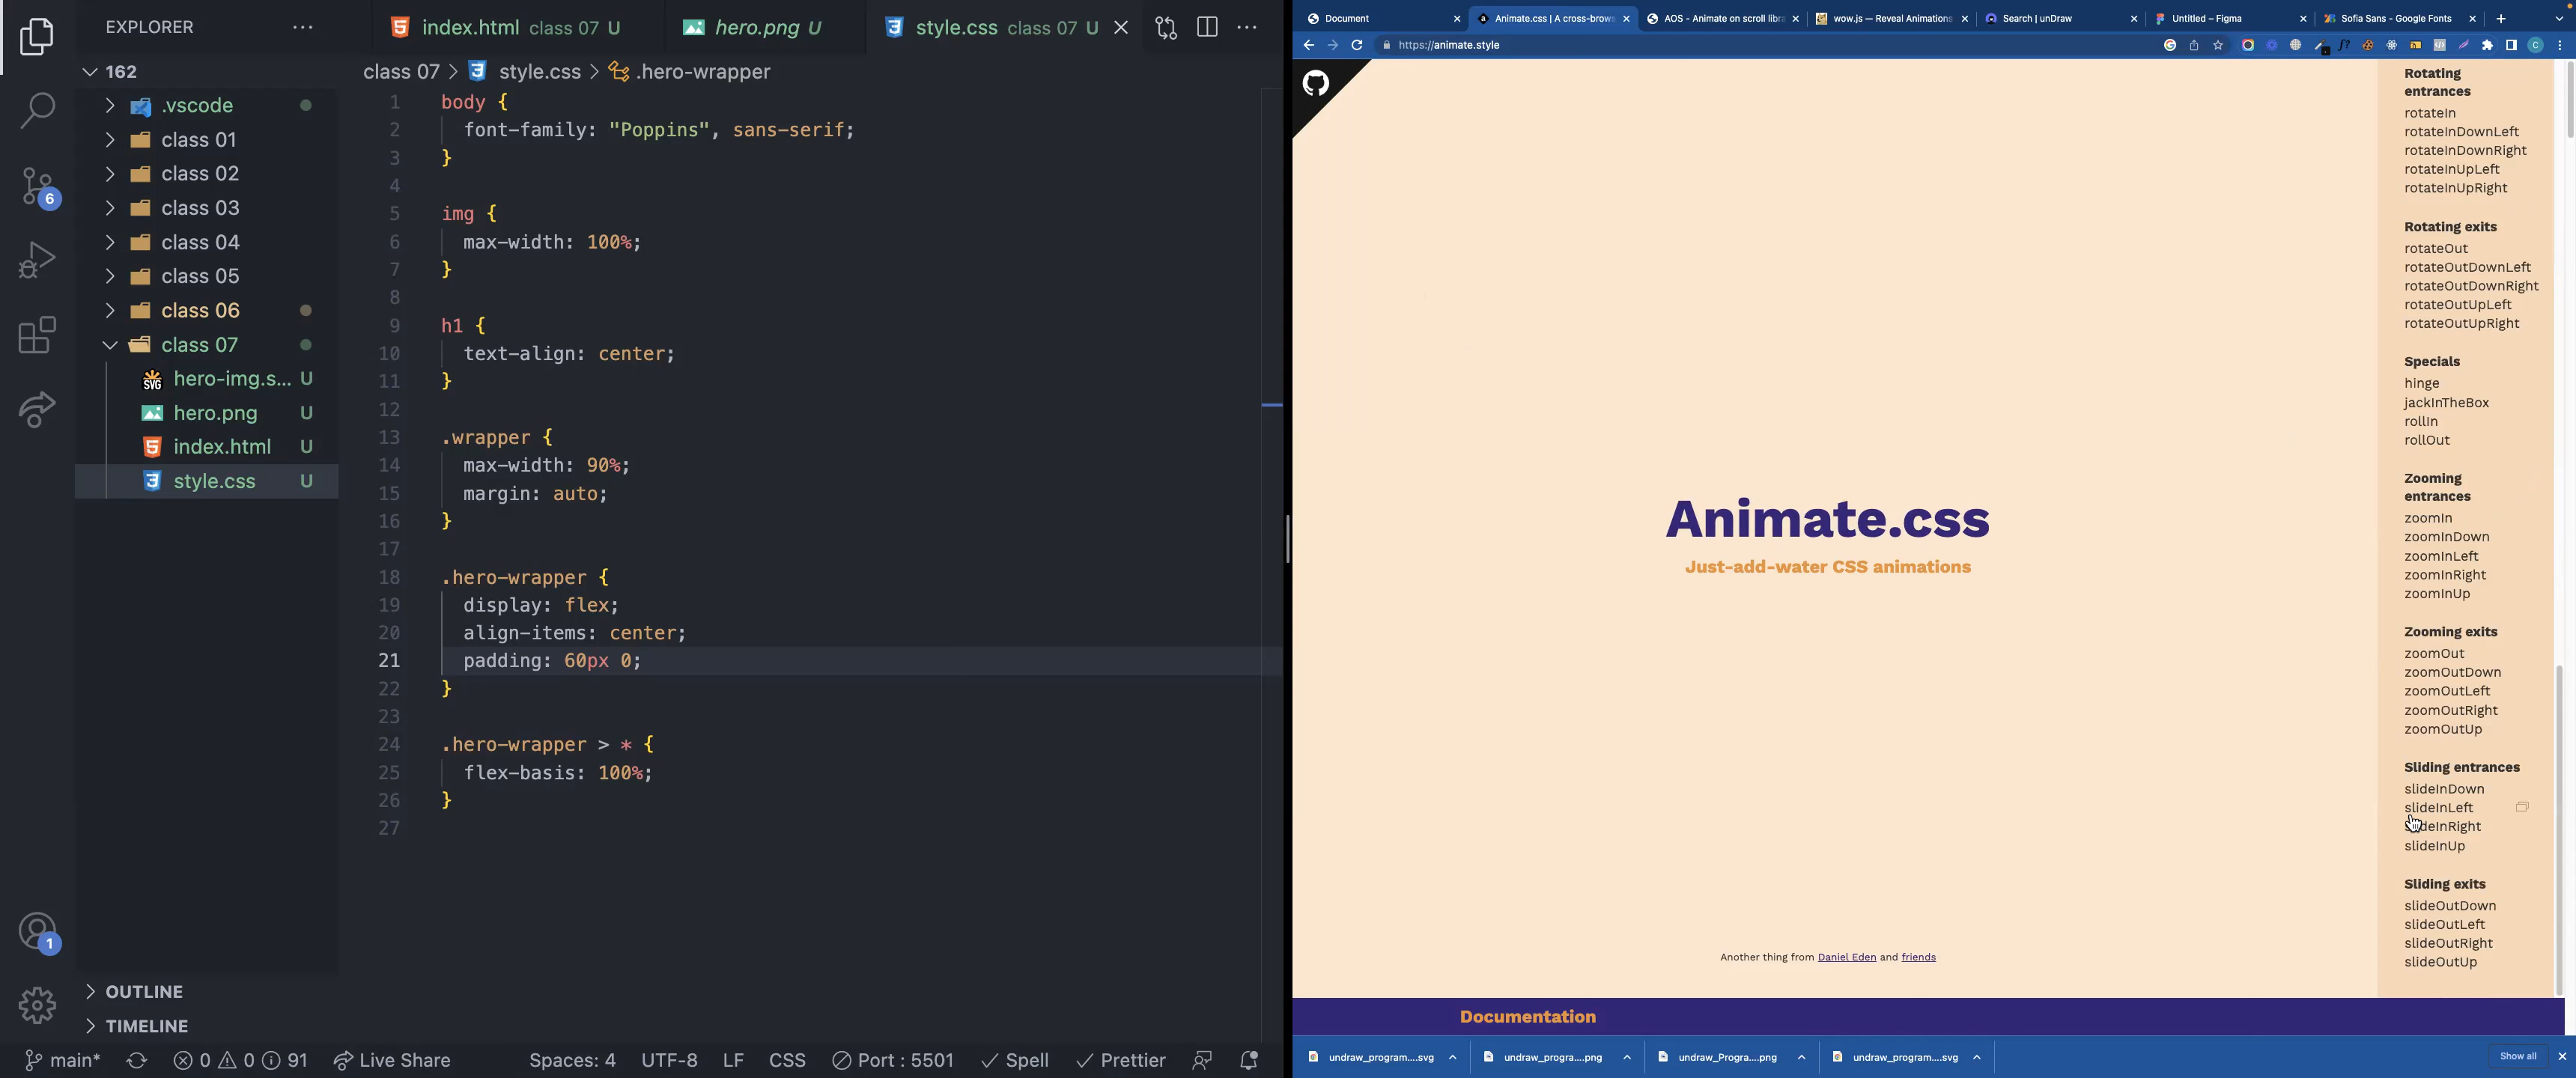 EXPLORER
162
.vscode
class 01
class 02
class 03
class 04
class 05
class 06
class 07
hero-img.s... U
hero.png U
index.html U
style.css U
OUTLINE
TIMELINE
6
1
index.html class 07 U
hero.png U
style.css class 07 U
class 07 > style.css > .hero-wrapper
1 body {
2 font-family: "Poppins", sans-serif;
3 }
4
5 img {
6 max-width: 100%;
7 }
8
9 h1 {
10 text-align: center;
11 }
12
13 .wrapper {
14 max-width: 90%;
15 margin: auto;
16 }
17
18 .hero-wrapper {
19 display: flex;
20 align-items: center;
21 padding: 60px 0;
22 }
23
24 .hero-wrapper > * {
25 flex-basis: 100%;
26 }
27
main* 0 0 91 Live Share Spaces: 4 UTF-8 LF CSS Port : 5501 Spell Prettier
Document
Animate.css | A cross-brows
AOS - Animate on scroll libra
wow.js — Reveal Animations
Search | unDraw
Untitled – Figma
Sofia Sans - Google Fonts
https://animate.style
Animate.css
Just-add-water CSS animations
Another thing from Daniel Eden and friends
Rotating
entrances
rotateIn
rotateInDownLeft
rotateInDownRight
rotateInUpLeft
rotateInUpRight
Rotating exits
rotateOut
rotateOutDownLeft
rotateOutDownRight
rotateOutUpLeft
rotateOutUpRight
Specials
hinge
jackInTheBox
rollIn
rollOut
Zooming
entrances
zoomIn
zoomInDown
zoomInLeft
zoomInRight
zoomInUp
Zooming exits
zoomOut
zoomOutDown
zoomOutLeft
zoomOutRight
zoomOutUp
Sliding entrances
slideInDown
slideInLeft
slideInRight
slideInUp
Sliding exits
slideOutDown
slideOutLeft
slideOutRight
slideOutUp
Documentation
undraw_program....svg
undraw_progra....png
undraw_Progra....png
undraw_program....svg
Show all